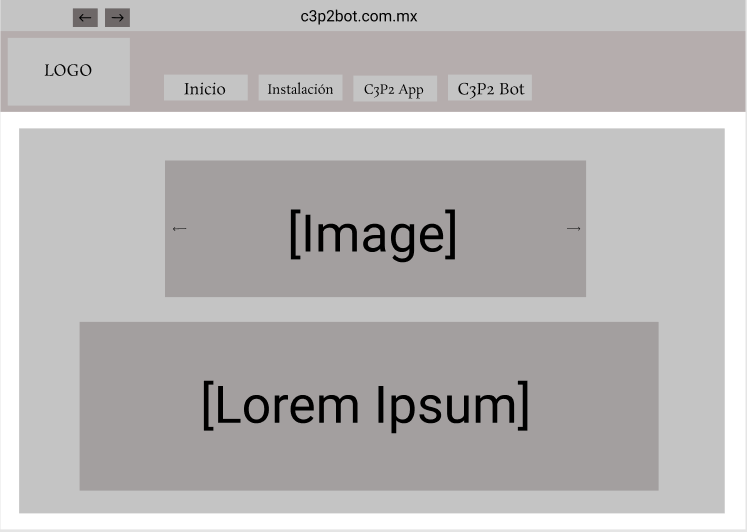 ← → c3p2bot.com.mx
LOGO
Inicio
Instalación
C3P2 App
C3P2 Bot
← [Image] →
[Lorem Ipsum]